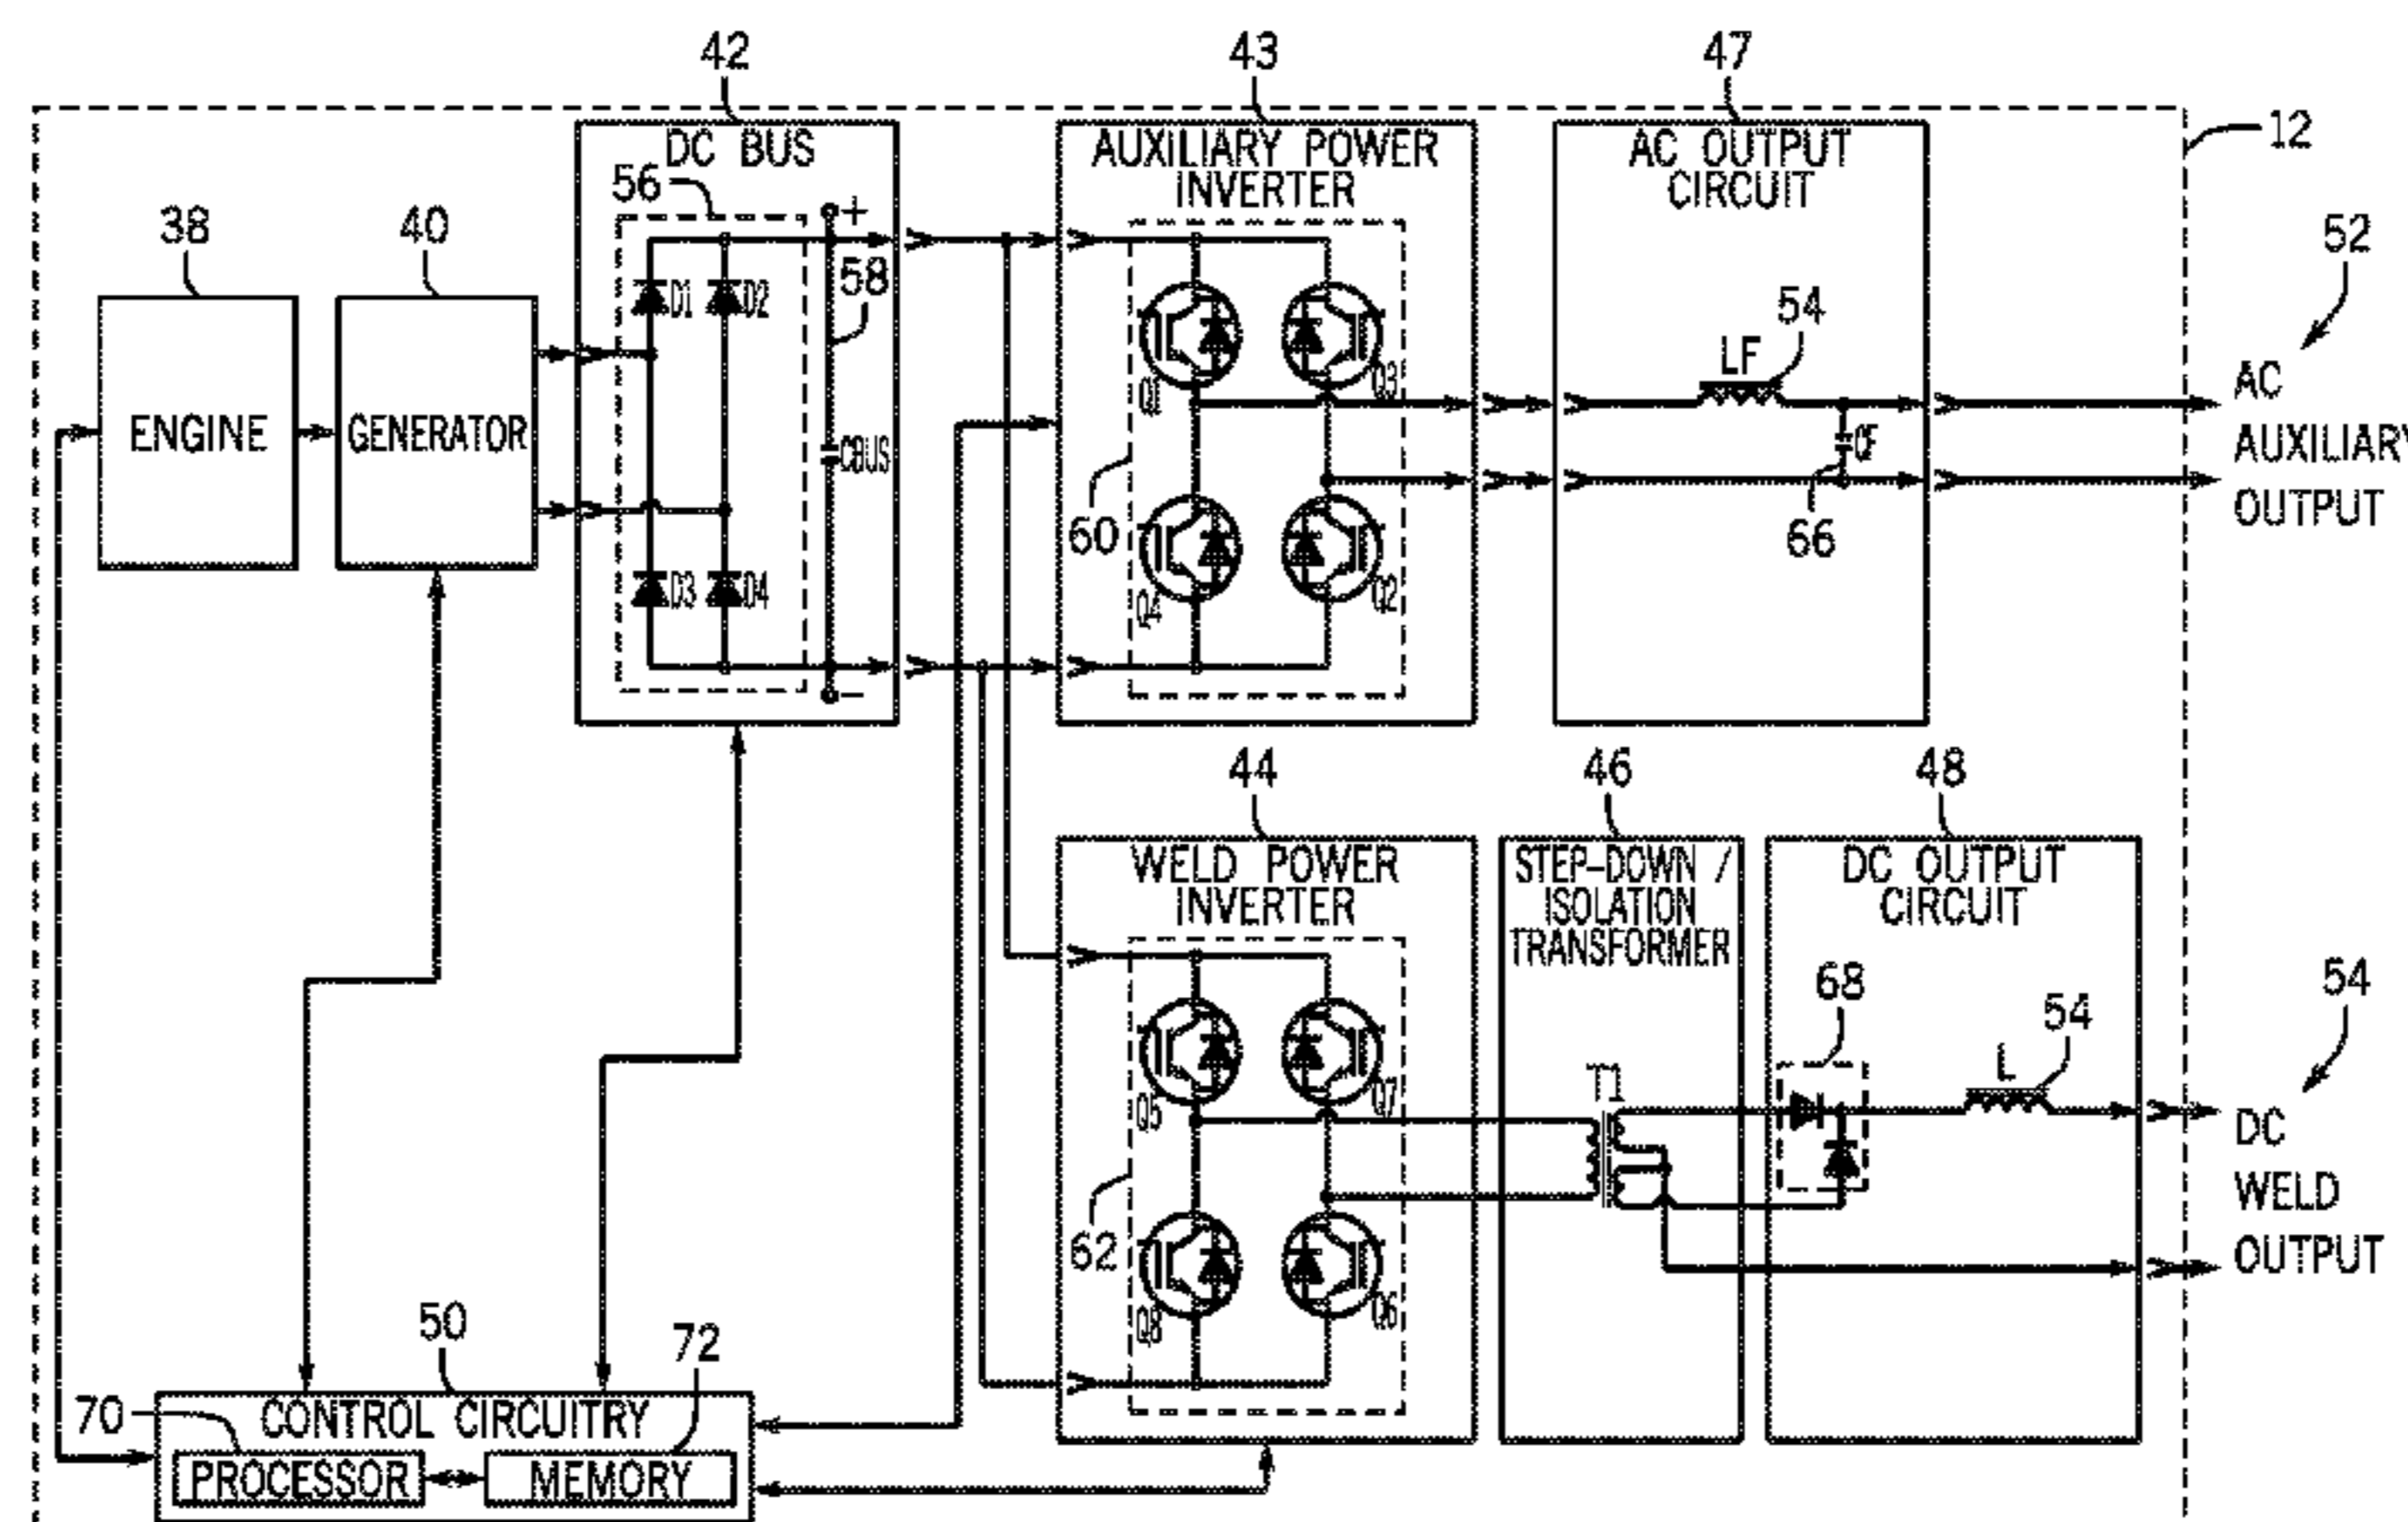 42
43
47
12
DC BUS
AUXILIARY POWER
INVERTER
AC OUTPUT
CIRCUIT
56
+
58
38
40
52
D1
D2
54
LF
Q1
Q3
AC
ENGINE
GENERATOR
CBUS
CF
AUXILIARY
60
66
OUTPUT
D3
D4
Q4
Q2
-
44
46
48
WELD POWER
INVERTER
STEP-DOWN /
ISOLATION
TRANSFORMER
DC OUTPUT
CIRCUIT
68
54
54
L
T1
Q5
Q7
DC
WELD
62
OUTPUT
Q8
Q6
50
72
70
CONTROL CIRCUITRY
PROCESSOR
MEMORY